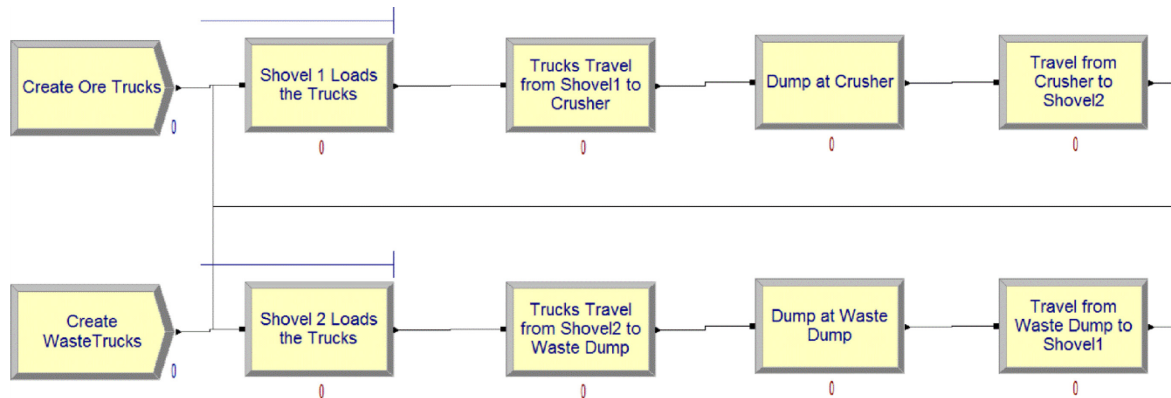 Create Ore Trucks
0
Shovel 1 Loads
the Trucks
0
Trucks Travel
from Shovel1 to
Crusher
0
Dump at Crusher
0
Travel from
Crusher to
Shovel2
0
Create
WasteTrucks
0
Shovel 2 Loads
the Trucks
0
Trucks Travel
from Shovel2 to
Waste Dump
0
Dump at Waste
Dump
0
Travel from
Waste Dump to
Shovel1
0